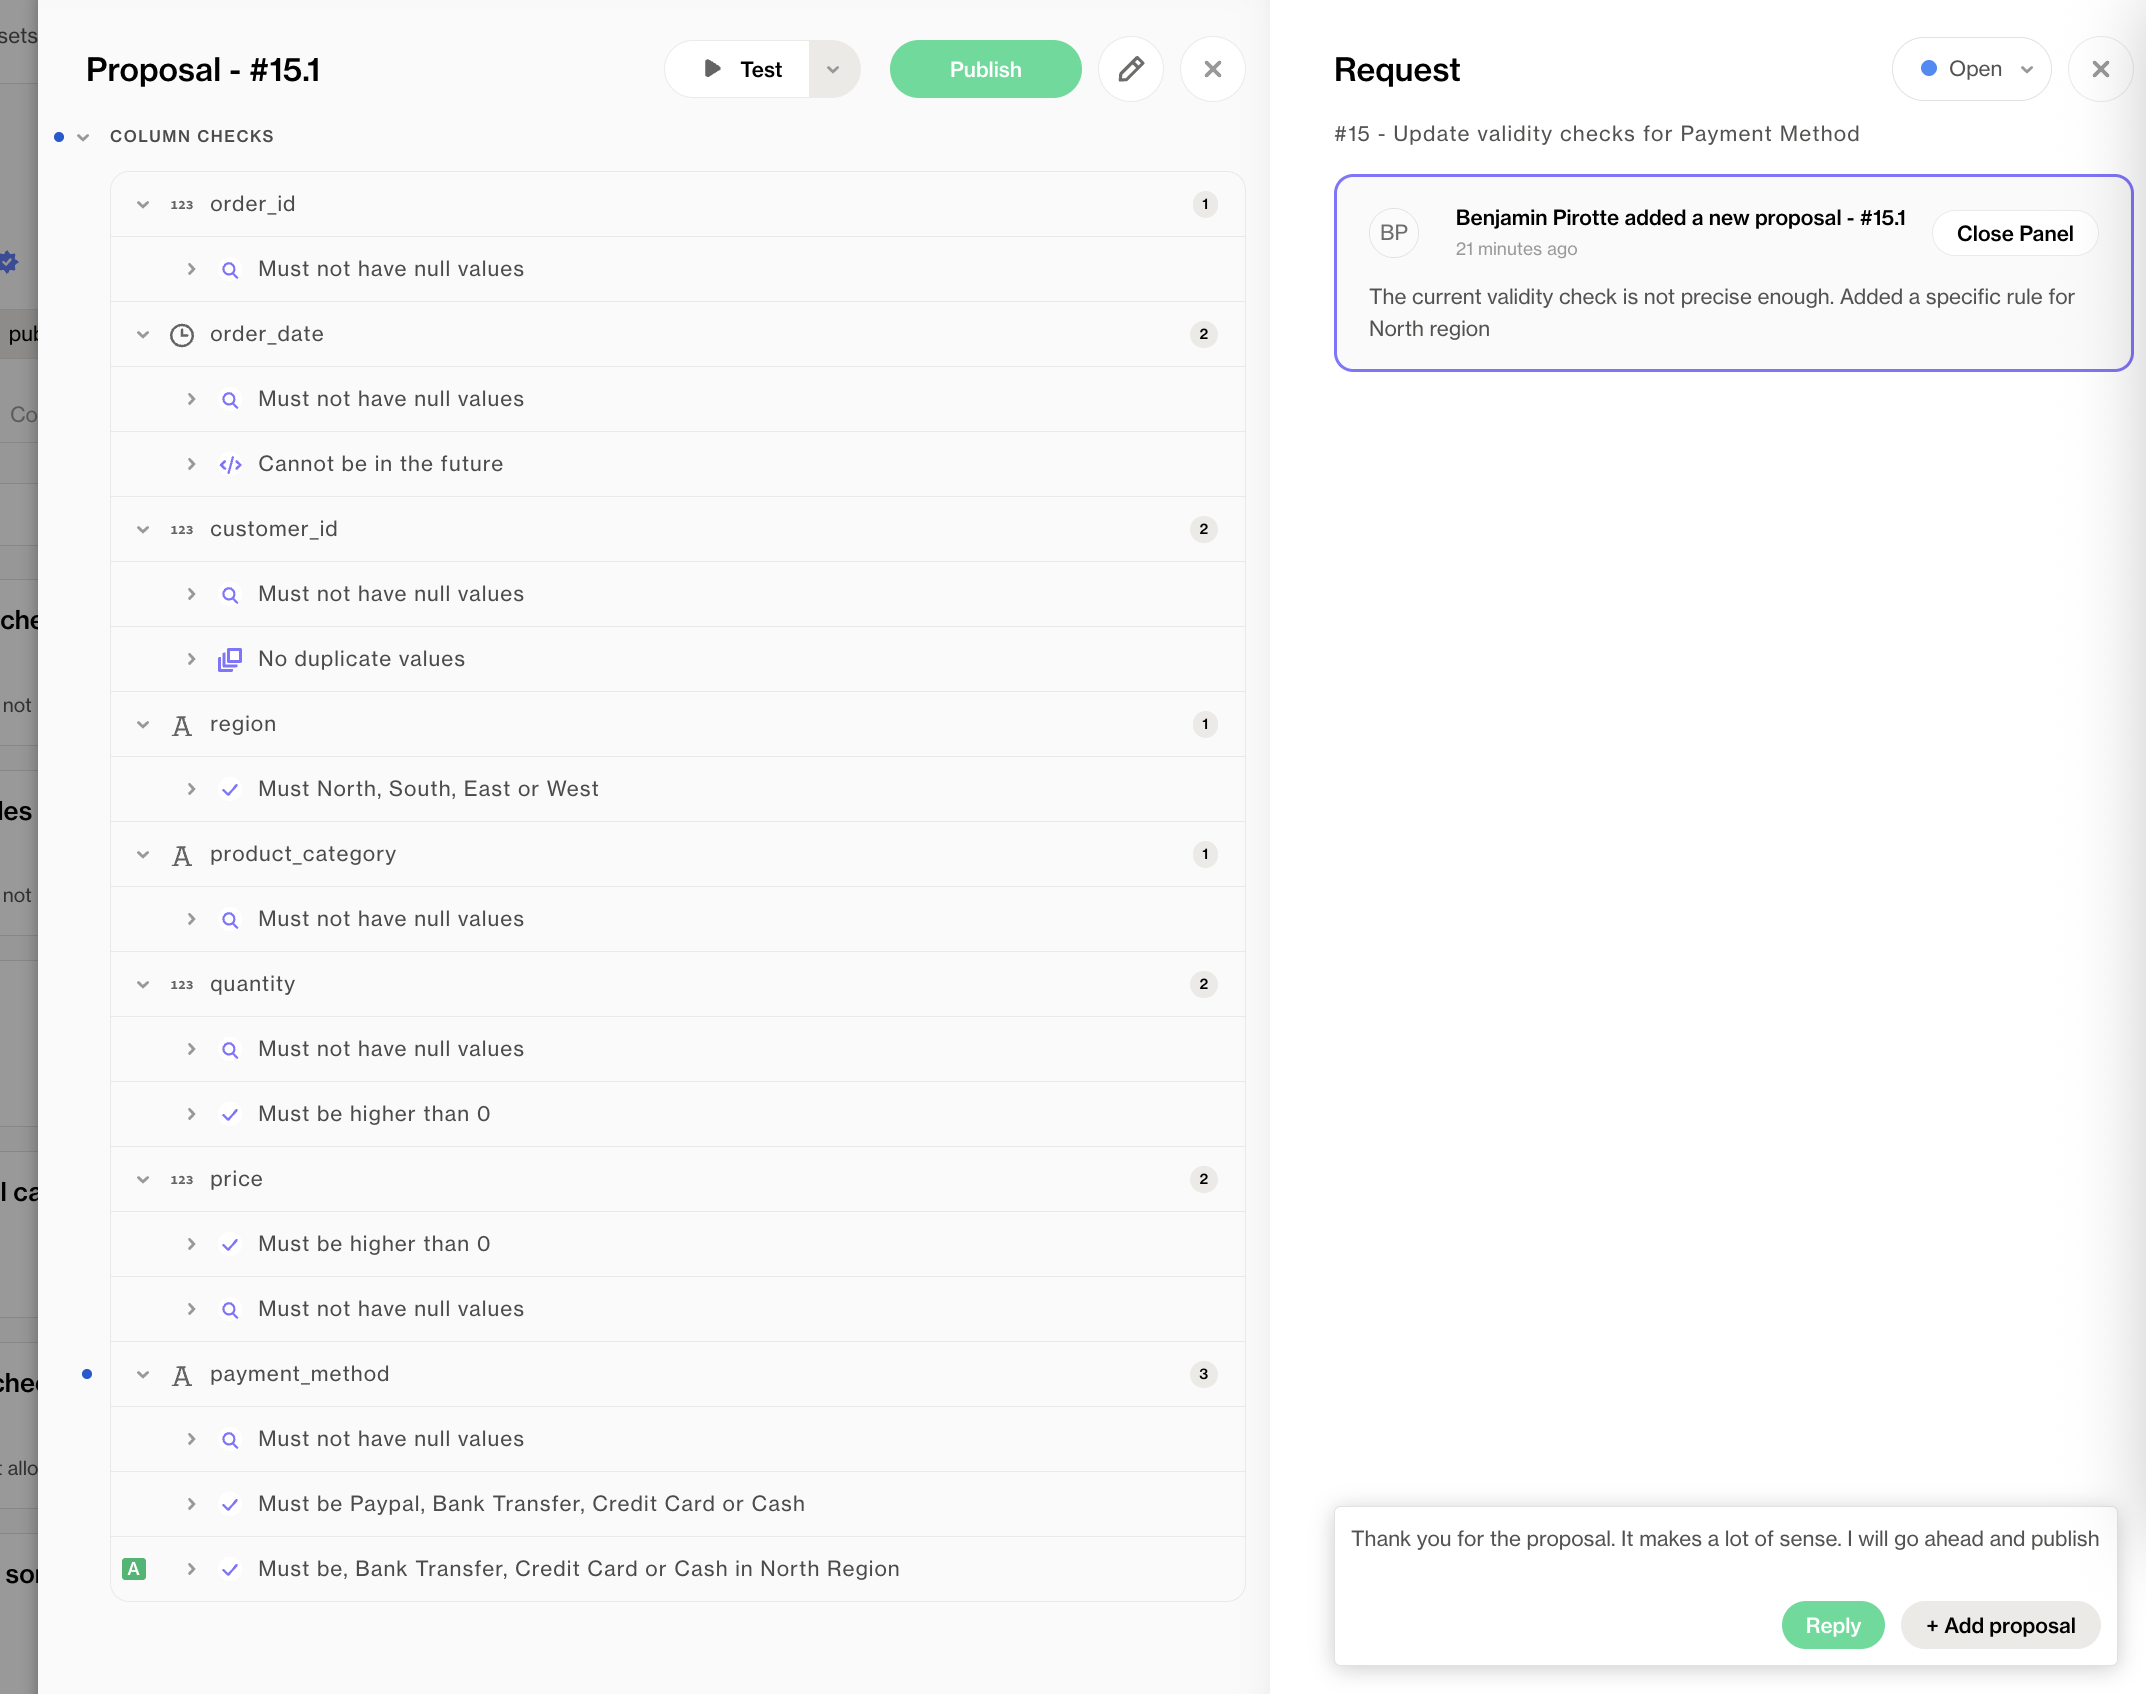 sets
pub
Co
che
not
les
not
l ca
chec
t allo
sor
Proposal - #15.1
Test
Publish
COLUMN CHECKS
123 order_id 1
Must not have null values
order_date 2
Must not have null values
</> Cannot be in the future
123 customer_id 2
Must not have null values
No duplicate values
A region 1
Must North, South, East or West
A product_category 1
Must not have null values
123 quantity 2
Must not have null values
Must be higher than 0
123 price 2
Must be higher than 0
Must not have null values
A payment_method 3
Must not have null values
Must be Paypal, Bank Transfer, Credit Card or Cash
A Must be, Bank Transfer, Credit Card or Cash in North Region
Request
Open
#15 - Update validity checks for Payment Method
BP
Benjamin Pirotte added a new proposal - #15.1
21 minutes ago
Close Panel
The current validity check is not precise enough. Added a specific rule for
North region
Thank you for the proposal. It makes a lot of sense. I will go ahead and publish
Reply
+ Add proposal